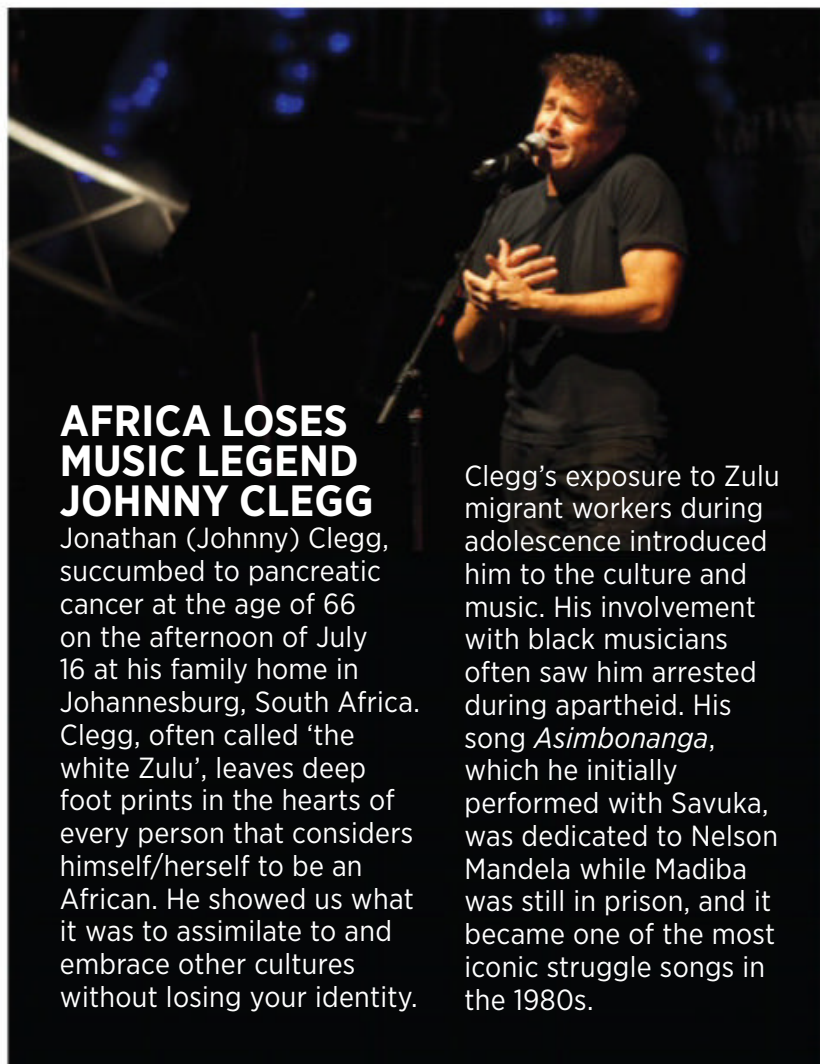 AFRICA LOSES
MUSIC LEGEND
JOHNNY CLEGG
Jonathan (Johnny) Clegg,
succumbed to pancreatic
cancer at the age of 66
on the afternoon of July
16 at his family home in
Johannesburg, South Africa.
Clegg, often called ‘the
white Zulu’, leaves deep
foot prints in the hearts of
every person that considers
himself/herself to be an
African. He showed us what
it was to assimilate to and
embrace other cultures
without losing your identity.
Clegg’s exposure to Zulu
migrant workers during
adolescence introduced
him to the culture and
music. His involvement
with black musicians
often saw him arrested
during apartheid. His
song Asimbonanga,
which he initially
performed with Savuka,
was dedicated to Nelson
Mandela while Madiba
was still in prison, and it
became one of the most
iconic struggle songs in
the 1980s.